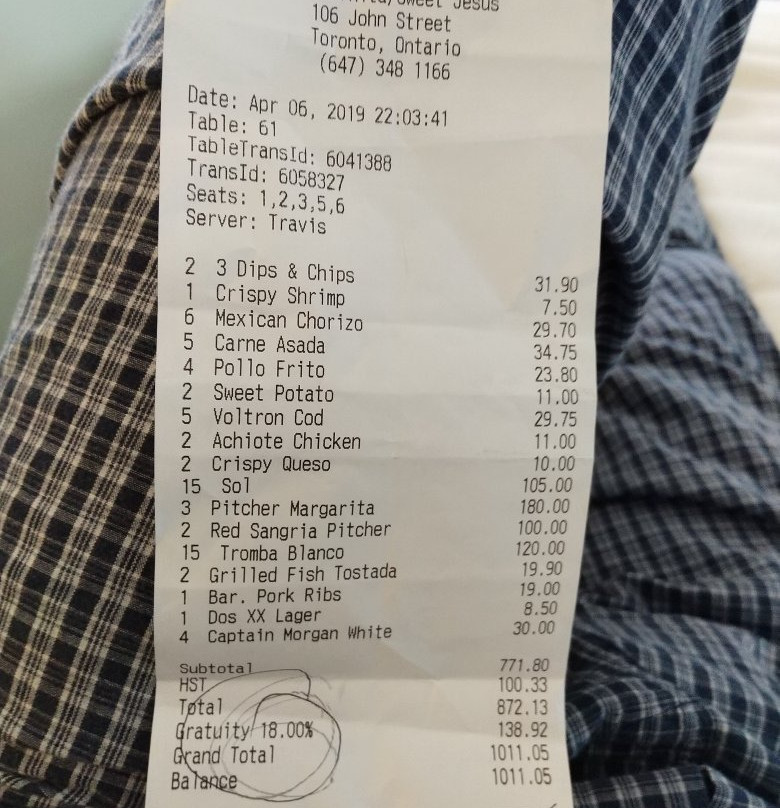 Sweet Jesus
106 John Street
Toronto, Ontario
(647) 348 1166
Date: Apr 06, 2019 22:03:41
Table: 61
TableTransId: 6041388
TransId: 6058327
Seats: 1,2,3,5,6
Server: Travis
2 3 Dips & Chips 31.90
1 Crispy Shrimp 7.50
6 Mexican Chorizo 29.70
5 Carne Asada 34.75
4 Pollo Frito 23.80
2 Sweet Potato 11.00
5 Voltron Cod 29.75
2 Achiote Chicken 11.00
2 Crispy Queso 10.00
15 Sol 105.00
3 Pitcher Margarita 180.00
2 Red Sangria Pitcher 100.00
15 Tromba Blanco 120.00
2 Grilled Fish Tostada 19.90
1 Bar. Pork Ribs 19.00
1 Dos XX Lager 8.50
4 Captain Morgan White 30.00
Subtotal 771.80
HST 100.33
Total 872.13
Gratuity 18.00% 138.92
Grand Total 1011.05
Balance 1011.05